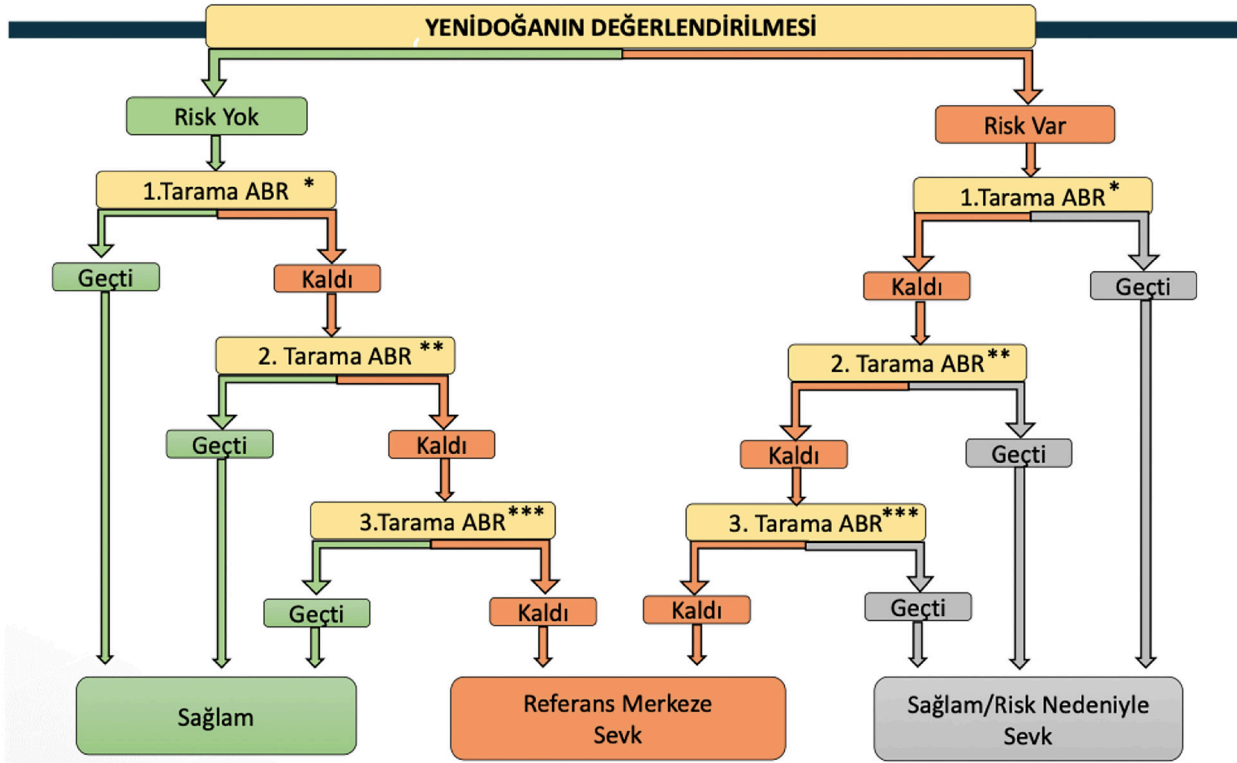 YENİDOĞANIN DEĞERLENDİRİLMESİ
Risk Yok
Risk Var
1.Tarama ABR *
1.Tarama ABR*
Geçti
Kaldı
Kaldı
Geçti
2. Tarama ABR **
2. Tarama ABR**
Geçti
Kaldı
Kaldı
Geçti
3.Tarama ABR***
3. Tarama ABR***
Geçti
Kaldı
Kaldı
Geçti
Sağlam
Referans Merkeze
Sevk
Sağlam/Risk Nedeniyle
Sevk